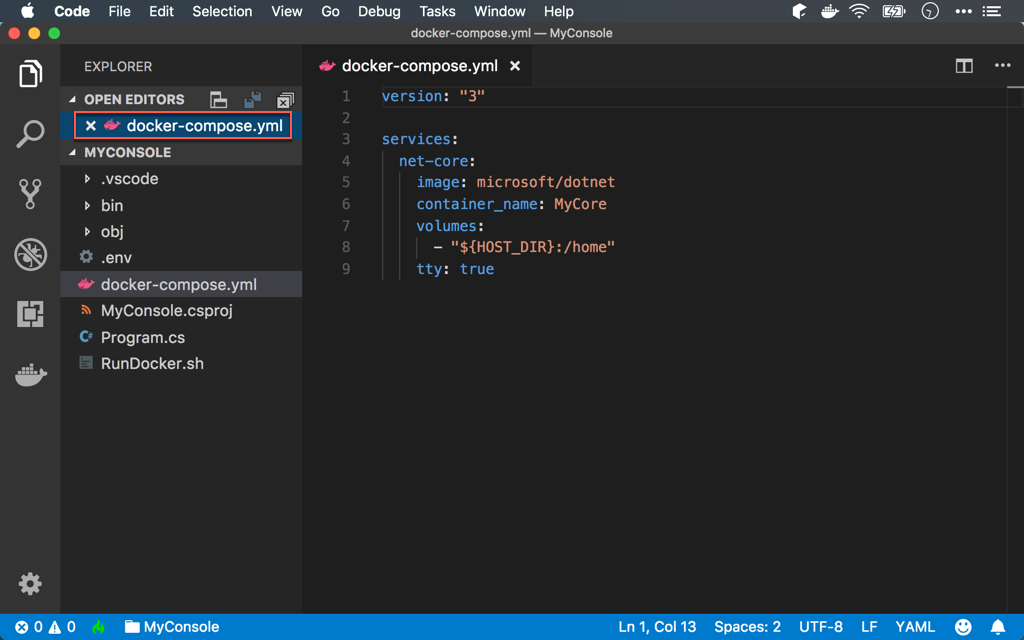 Code File Edit Selection View Go Debug Tasks Window Help
docker-compose.yml — MyConsole
EXPLORER
OPEN EDITORS
docker-compose.yml
MYCONSOLE
.vscode
bin
obj
.env
docker-compose.yml
MyConsole.csproj
C# Program.cs
RunDocker.sh
docker-compose.yml
1 version: "3"
2
3 services:
4 net-core:
5 image: microsoft/dotnet
6 container_name: MyCore
7 volumes:
8 - "${HOST_DIR}:/home"
9 tty: true
0 0 MyConsole Ln 1, Col 13 Spaces: 2 UTF-8 LF YAML